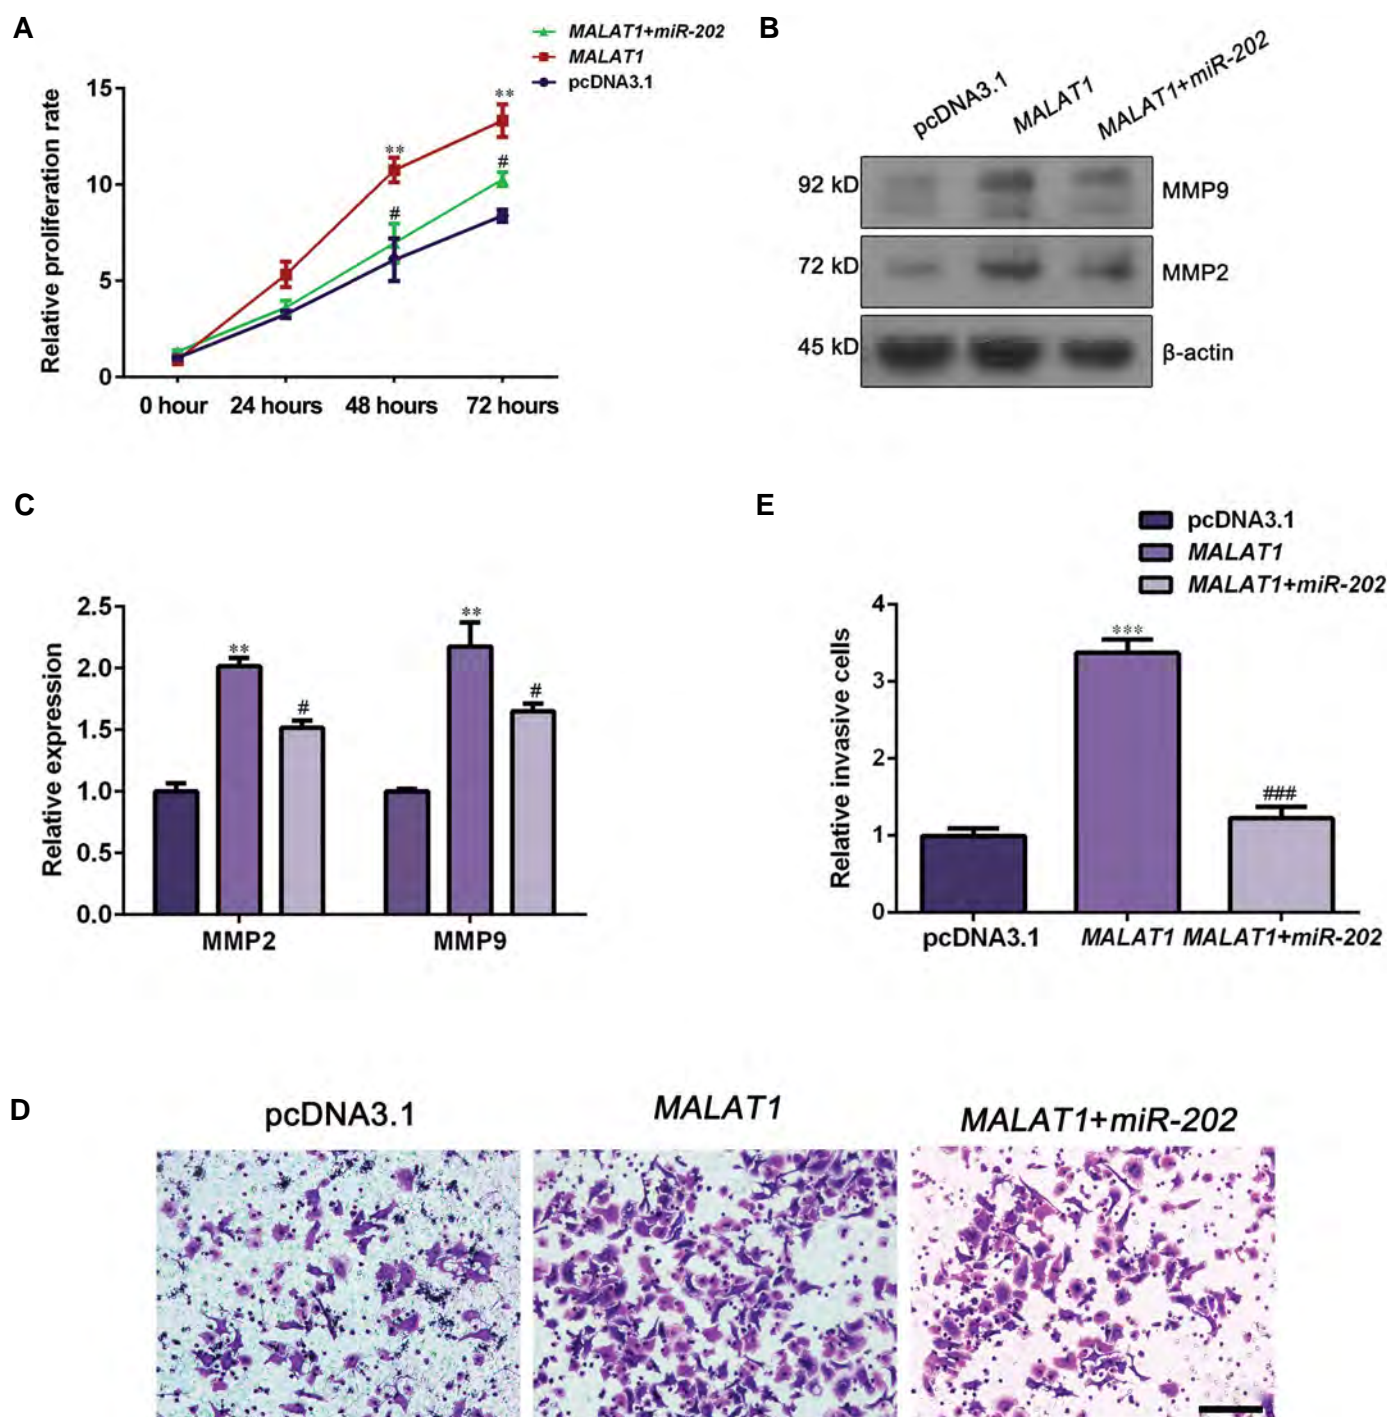 A
MALAT1+miR-202
MALAT1
pcDNA3.1
Relative proliferation rate
15
10
5
0
**
**
#
#
0 hour 24 hours 48 hours 72 hours
B
pcDNA3.1 MALAT1 MALAT1+miR-202
92 kD MMP9
72 kD MMP2
45 kD β-actin
C
Relative expression
2.5
2.0
1.5
1.0
0.5
0.0
**
#
**
#
MMP2 MMP9
E
pcDNA3.1
MALAT1
MALAT1+miR-202
Relative invasive cells
4
3
2
1
0
***
###
pcDNA3.1 MALAT1 MALAT1+miR-202
D
pcDNA3.1 MALAT1 MALAT1+miR-202